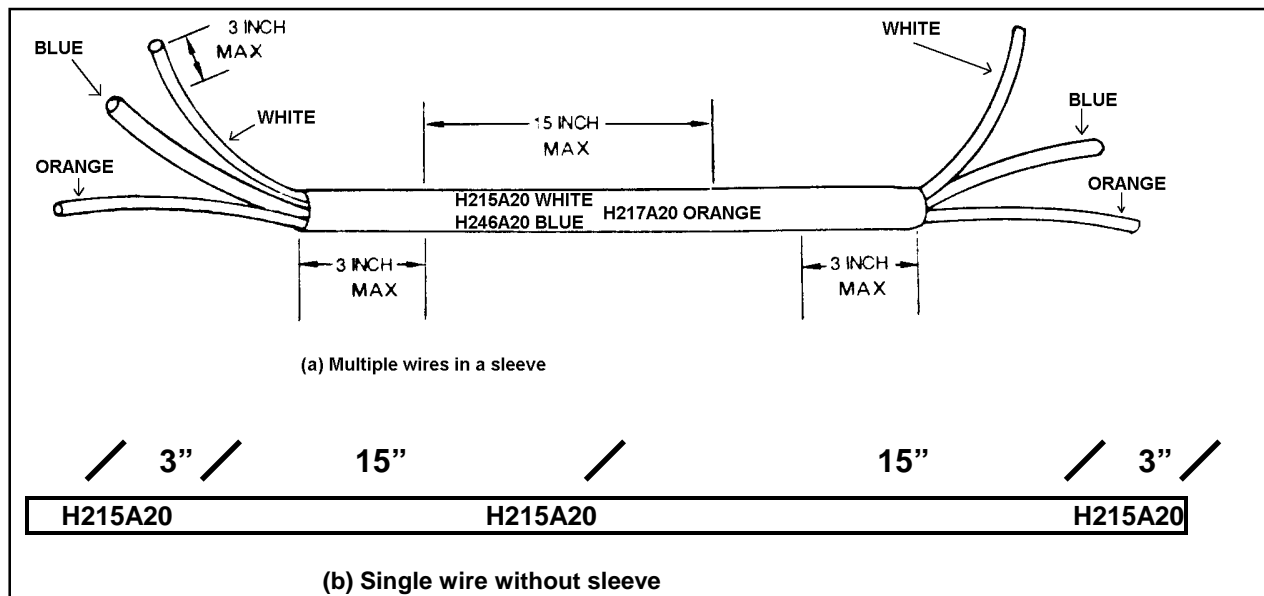 3 INCH
MAX
BLUE
WHITE
WHITE
BLUE
15 INCH
MAX
ORANGE
ORANGE
H215A20 WHITE
H246A20 BLUE
H217A20 ORANGE
3 INCH
MAX
3 INCH
MAX
(a) Multiple wires in a sleeve
3” 15” 15” 3”
H215A20 H215A20 H215A20
(b) Single wire without sleeve